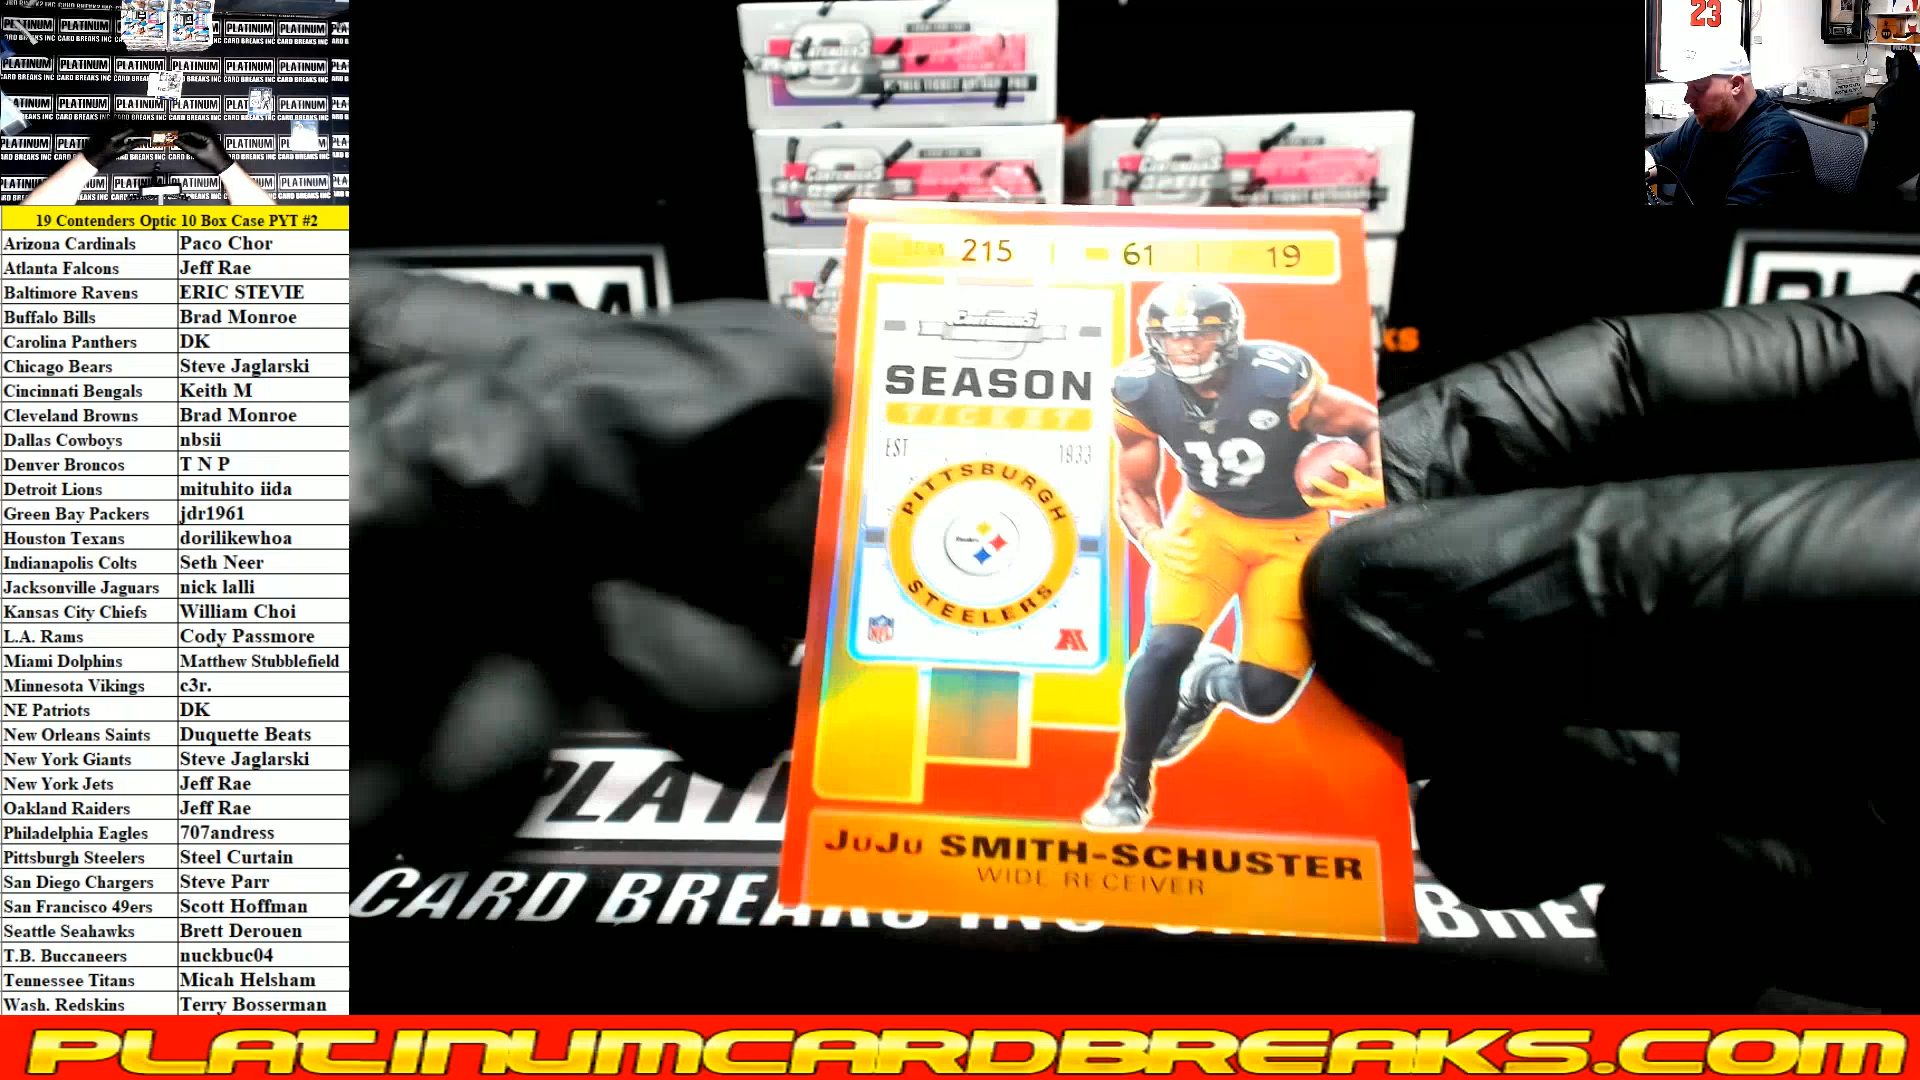 19 Contenders Optic 10 Box Case PYT #2
Arizona Cardinals Paco Chor
Atlanta Falcons Jeff Rae
Baltimore Ravens ERIC STEVIE
Buffalo Bills Brad Monroe
Carolina Panthers DK
Chicago Bears Steve Jaglarski
Cincinnati Bengals Keith M
Cleveland Browns Brad Monroe
Dallas Cowboys nbsii
Denver Broncos T N P
Detroit Lions mituhito iida
Green Bay Packers jdr1961
Houston Texans dorilikewhoa
Indianapolis Colts Seth Neer
Jacksonville Jaguars nick lalli
Kansas City Chiefs William Choi
L.A. Rams Cody Passmore
Miami Dolphins Matthew Stubblefield
Minnesota Vikings c3r.
NE Patriots DK
New Orleans Saints Duquette Beats
New York Giants Steve Jaglarski
New York Jets Jeff Rae
Oakland Raiders Jeff Rae
Philadelphia Eagles 707andress
Pittsburgh Steelers Steel Curtain
San Diego Chargers Steve Parr
San Francisco 49ers Scott Hoffman
Seattle Seahawks Brett Derouen
T.B. Buccaneers nuckbuc04
Tennessee Titans Micah Helsham
Wash. Redskins Terry Bosserman
215 61 19
CONTENDERS
SEASON
TICKET
EST 1933
PITTSBURGH
STEELERS
NFL
19
JuJu SMITH-SCHUSTER
WIDE RECEIVER
CARD BREAKS INC
23
PLATINUMCARDBREAKS.COM